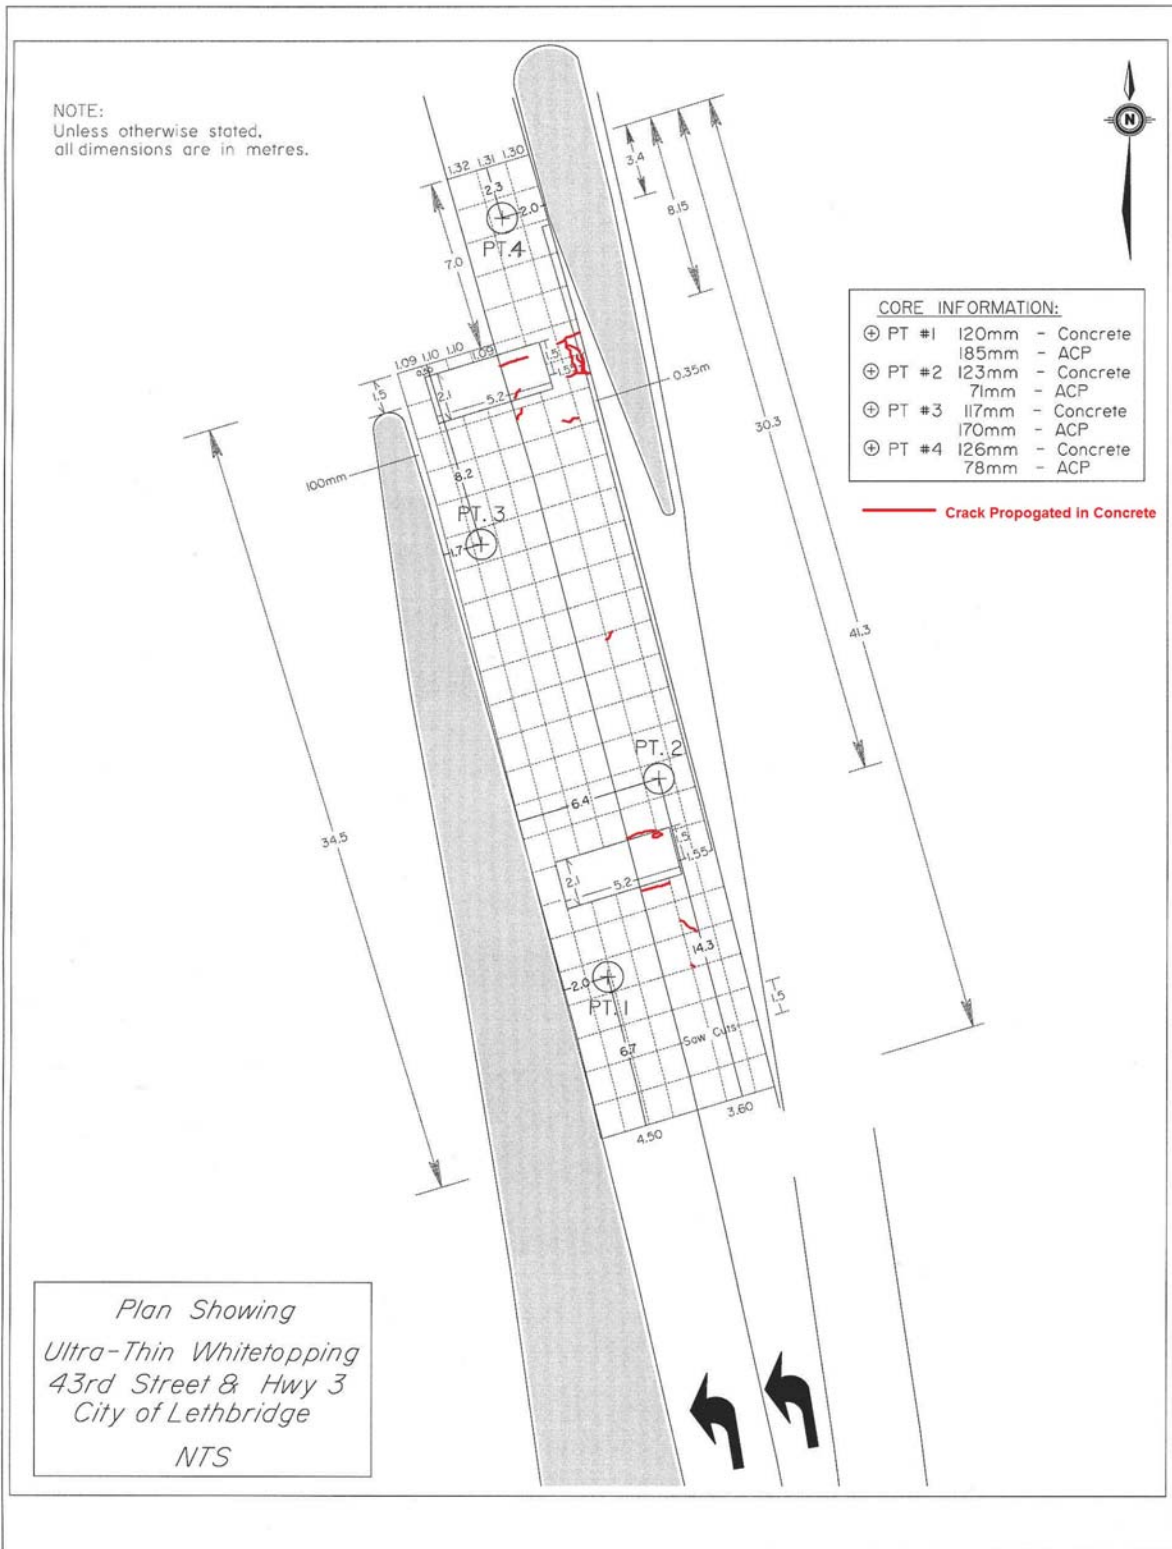 NOTE:
Unless otherwise stated,
all dimensions are in metres.
N
1.32 1.31 1.30
2.3
2.0
PT.4
7.0
3.4
8.15
30.3
41.3
CORE INFORMATION:
⊕ PT #1 120mm - Concrete
185mm - ACP
⊕ PT #2 123mm - Concrete
71mm - ACP
⊕ PT #3 117mm - Concrete
170mm - ACP
⊕ PT #4 126mm - Concrete
78mm - ACP
Crack Propogated in Concrete
1.09 1.10 1.10 1.09
1.5
2.1
5.2
1.5
0.35m
100mm
8.2
PT. 3
1.7
34.5
PT. 2
6.4
1.5
1.55
2.1
5.2
14.3
2.0
PT. 1
6.7
Saw Cuts
1.5
3.60
4.50
Plan Showing
Ultra-Thin Whitetopping
43rd Street & Hwy 3
City of Lethbridge
NTS